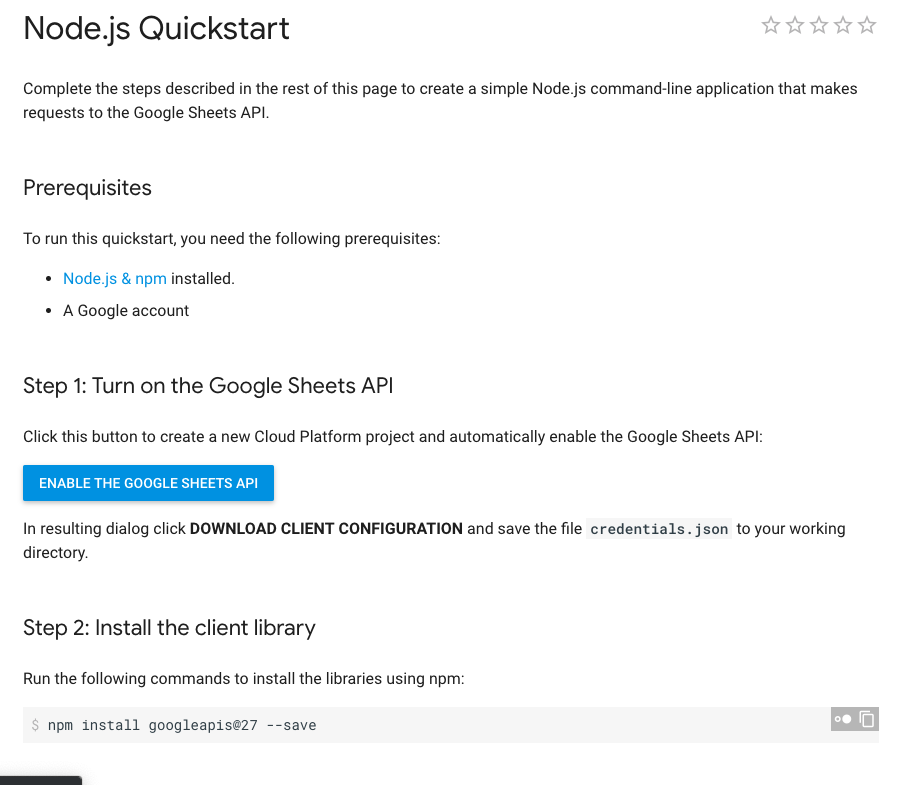 Node.js Quickstart
Complete the steps described in the rest of this page to create a simple Node.js command-line application that makes
requests to the Google Sheets API.
Prerequisites
To run this quickstart, you need the following prerequisites:
• Node.js & npm installed.
• A Google account
Step 1: Turn on the Google Sheets API
Click this button to create a new Cloud Platform project and automatically enable the Google Sheets API:
ENABLE THE GOOGLE SHEETS API
In resulting dialog click DOWNLOAD CLIENT CONFIGURATION and save the file credentials.json to your working
directory.
Step 2: Install the client library
Run the following commands to install the libraries using npm:
$ npm install googleapis@27 --save